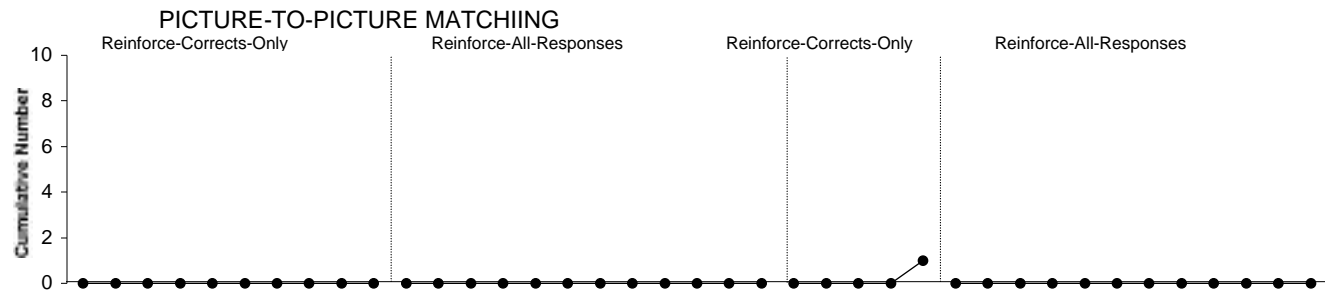 PICTURE-TO-PICTURE MATCHIING
Reinforce-Corrects-Only Reinforce-All-Responses Reinforce-Corrects-Only Reinforce-All-Responses
Cumulative Number
10
8
6
4
2
0